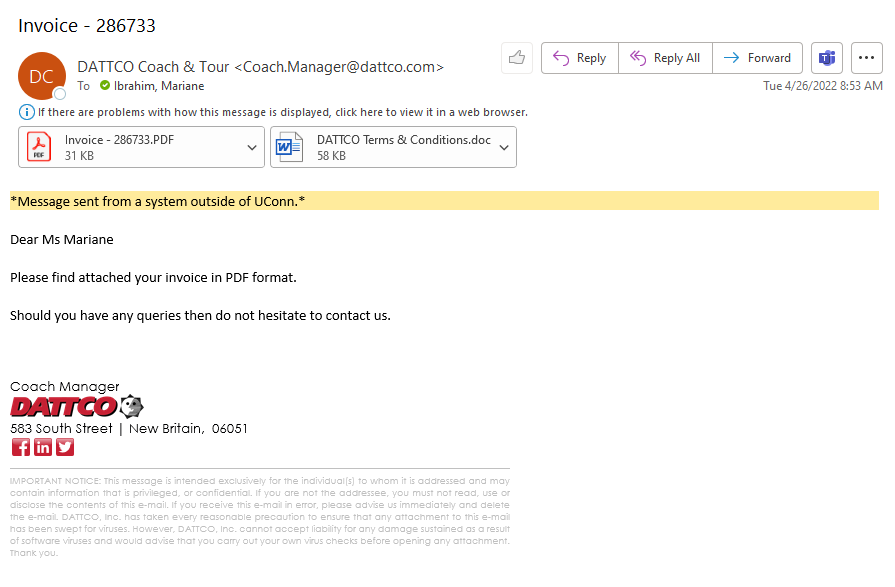 Invoice - 286733
DC
DATTCO Coach & Tour <Coach.Manager@dattco.com>
To Ibrahim, Mariane
Reply
Reply All
Forward
Tue 4/26/2022 8:53 AM
If there are problems with how this message is displayed, click here to view it in a web browser.
Invoice - 286733.PDF
31 KB
DATTCO Terms & Conditions.doc
58 KB
*Message sent from a system outside of UConn.*
Dear Ms Mariane
Please find attached your invoice in PDF format.
Should you have any queries then do not hesitate to contact us.
Coach Manager
DATTCO
583 South Street | New Britain, 06051
IMPORTANT NOTICE: This message is intended exclusively for the individual(s) to whom it is addressed and may
contain information that is privileged, or confidential. If you are not the addressee, you must not read, use or
disclose the contents of this e-mail. If you receive this e-mail in error, please advise us immediately and delete
the e-mail. DATTCO, Inc. has taken every reasonable precaution to ensure that any attachment to this e-mail
has been swept for viruses. However, DATTCO, Inc. cannot accept liability for any damage sustained as a result
of software viruses and would advise that you carry out your own virus checks before opening any attachment.
Thank you.